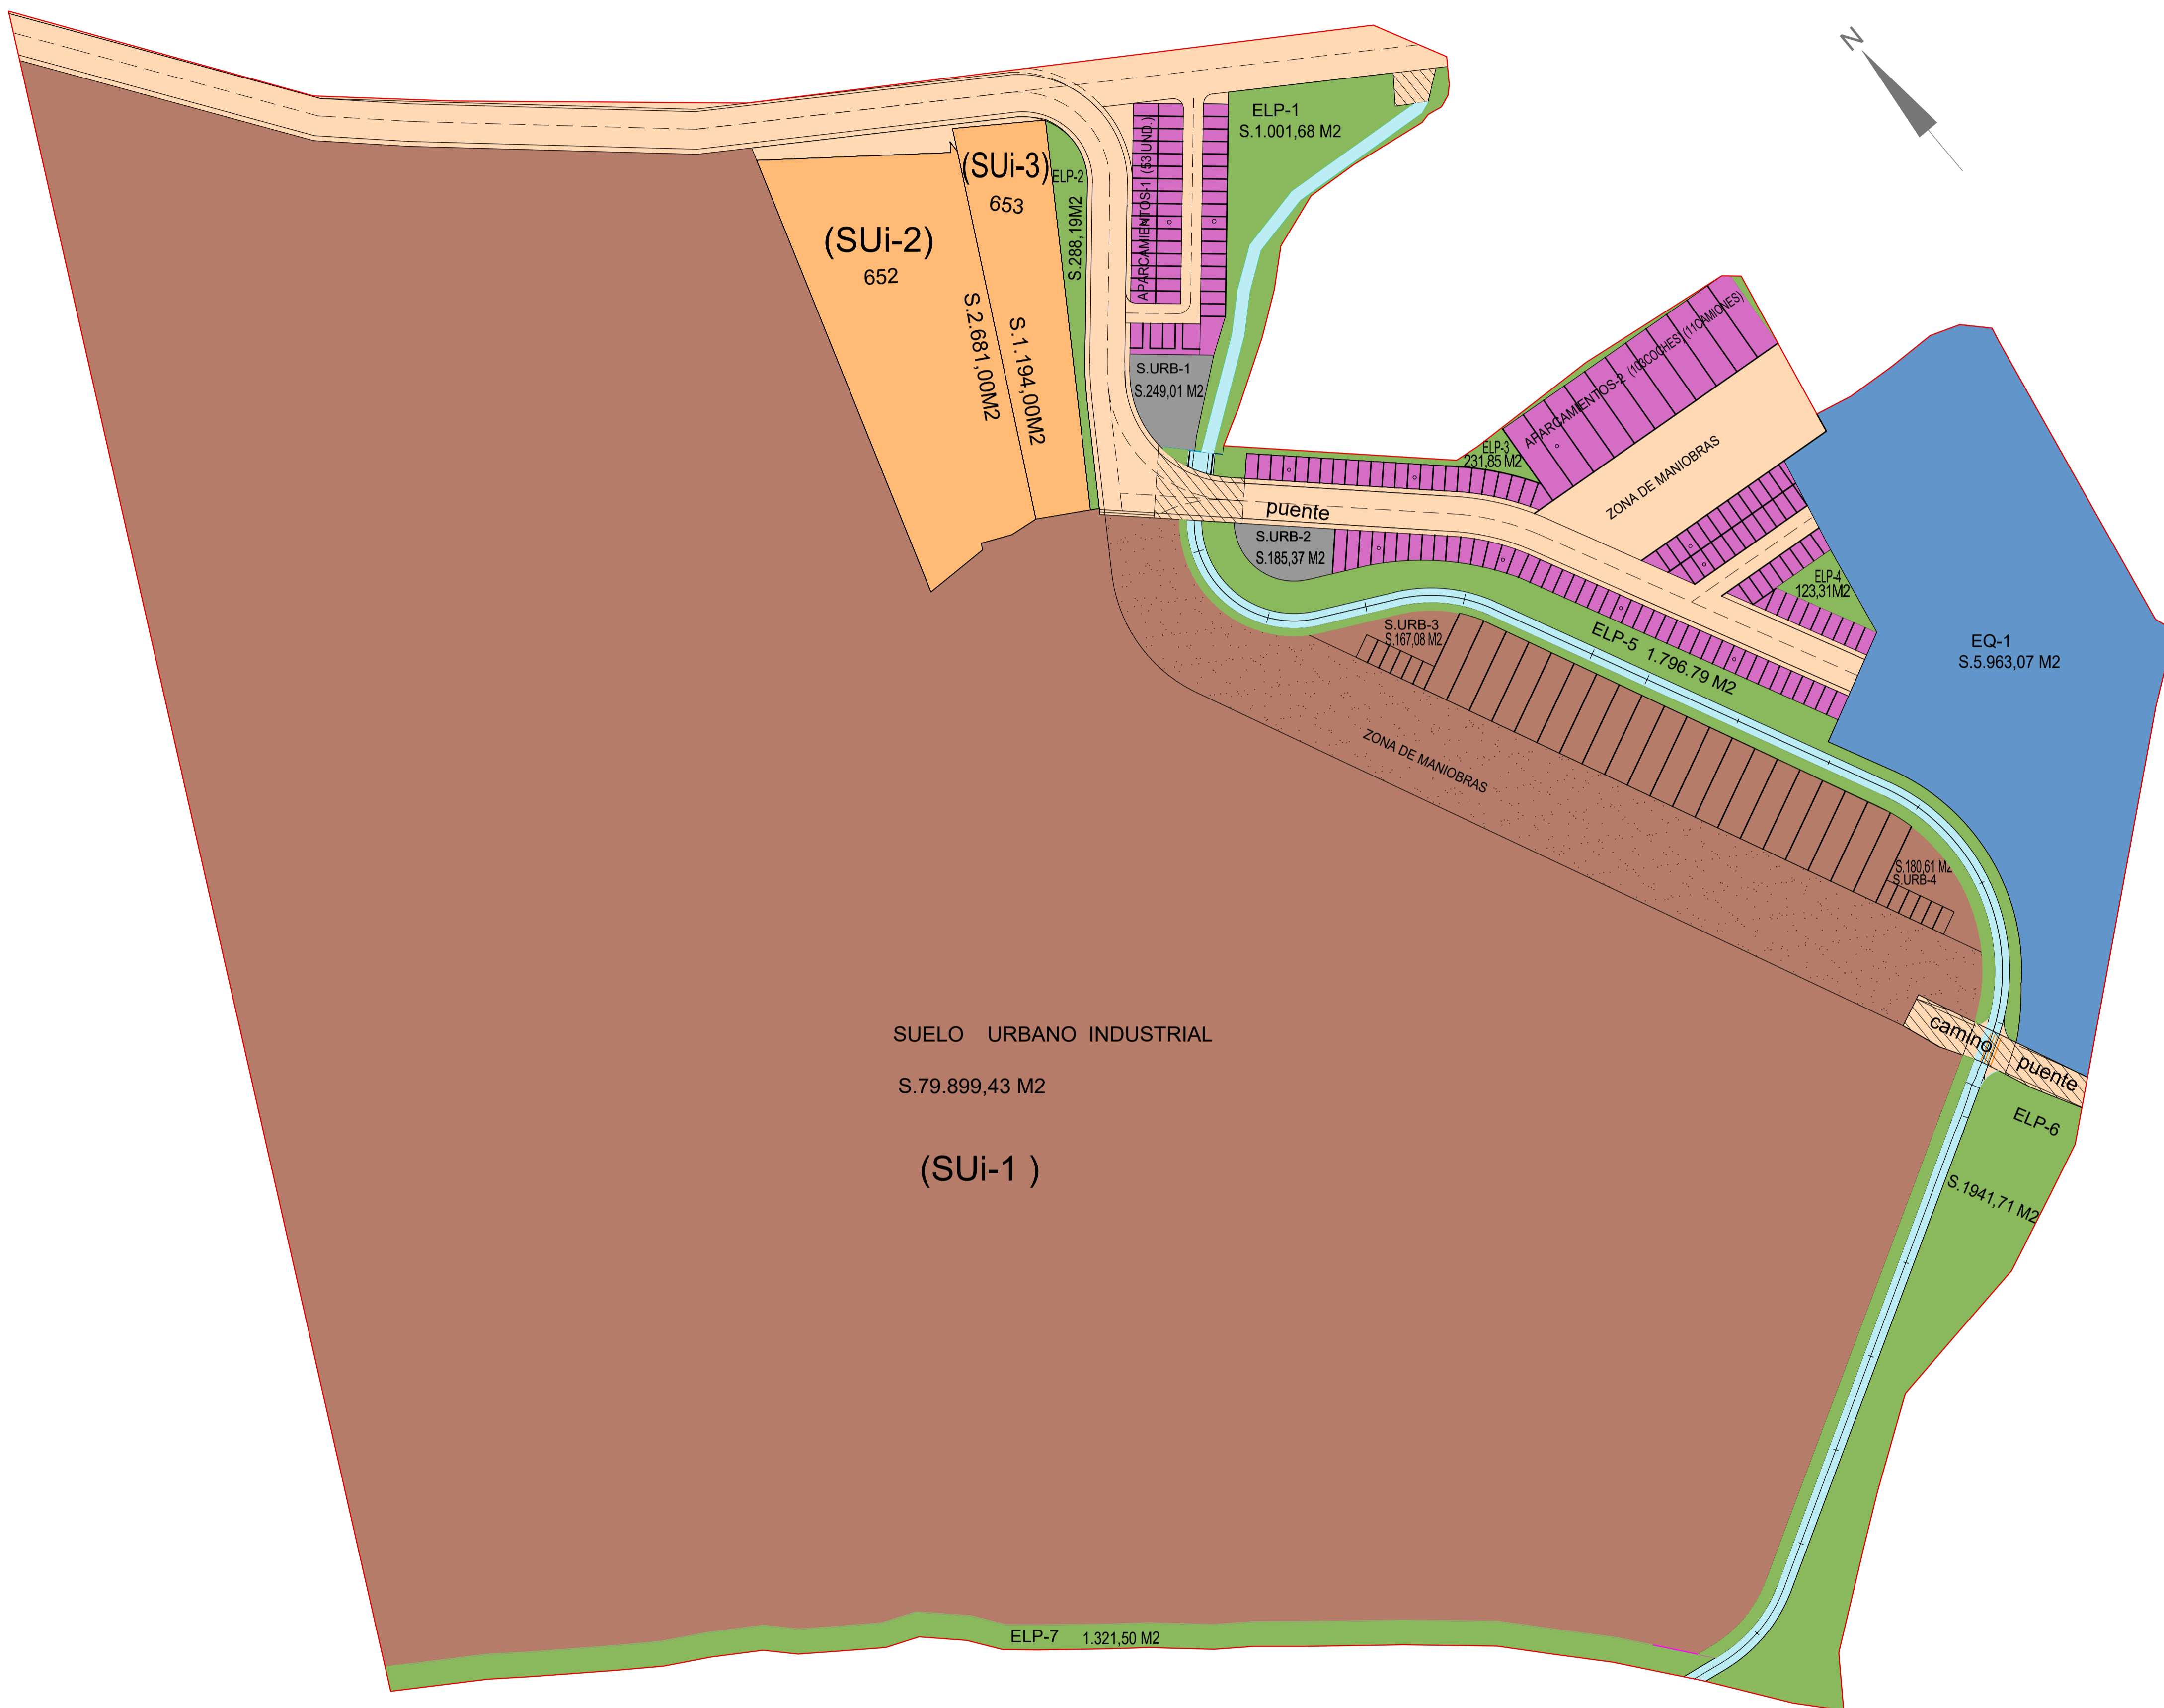 N
ELP-1
S.1.001,68 M2
(SUi-3)
653
ELP-2
S.288,19M2
APARCAMIENTOS-1 (53 UND.)
(SUi-2)
652
S.2.681,00M2
S.1.194,00M2
S.URB-1
S.249,01 M2
APARCAMIENTOS-2 (103COCHES) (11CAMIONES)
ELP-3
231,85 M2
ZONA DE MANIOBRAS
puente
S.URB-2
S.185,37 M2
ELP-4
123,31M2
S.URB-3
S.167,08 M2
ELP-5 1.796.79 M2
EQ-1
S.5.963,07 M2
ZONA DE MANIOBRAS
S.180.61 M2
S.URB-4
camino
puente
SUELO URBANO INDUSTRIAL
S.79.899,43 M2
(SUi-1 )
ELP-6
S.1941,71 M2
ELP-7 1.321,50 M2